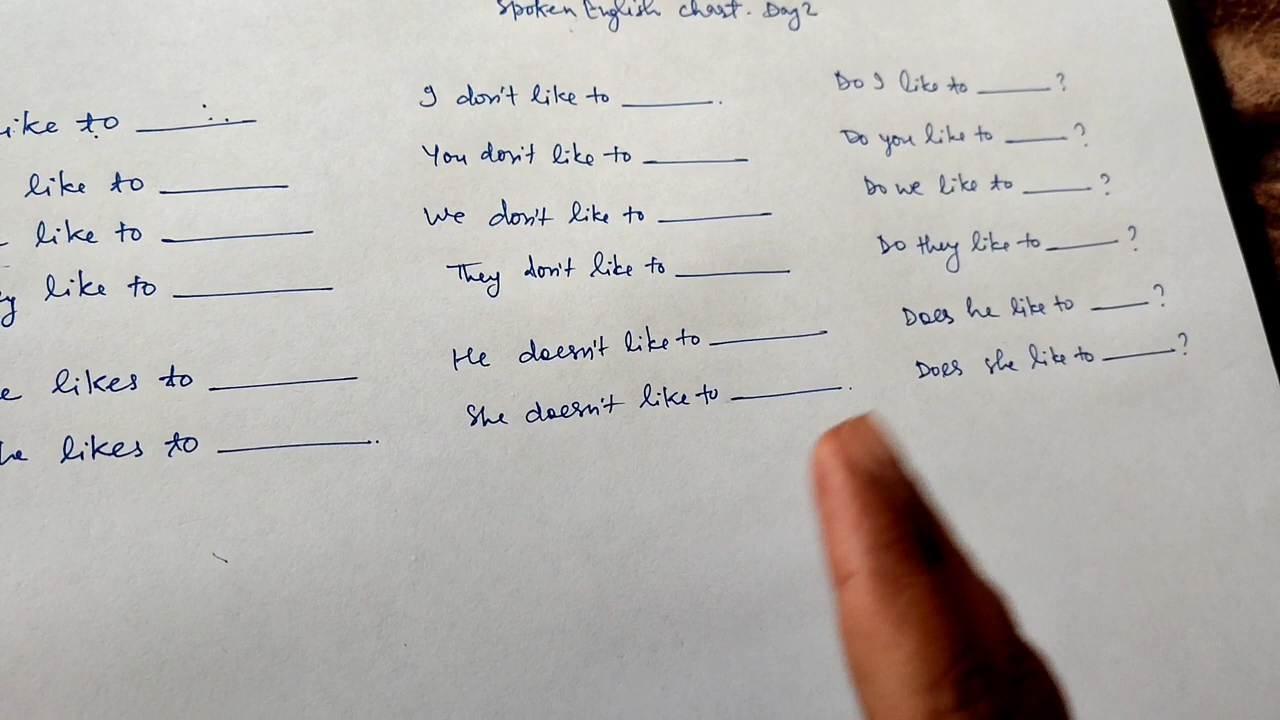 Spoken English chart. Day 2
like to ______
like to ______
like to ______
like to ______
likes to ______
likes to ______.
I don't like to ______.
You don't like to ______
We don't like to ______
They don't like to ______
He doesn't like to ______
She doesn't like to ______.
Do I like to ______?
Do you like to ______?
Do we like to ______?
Do they like to ______?
Does he like to ______?
Does she like to ______?